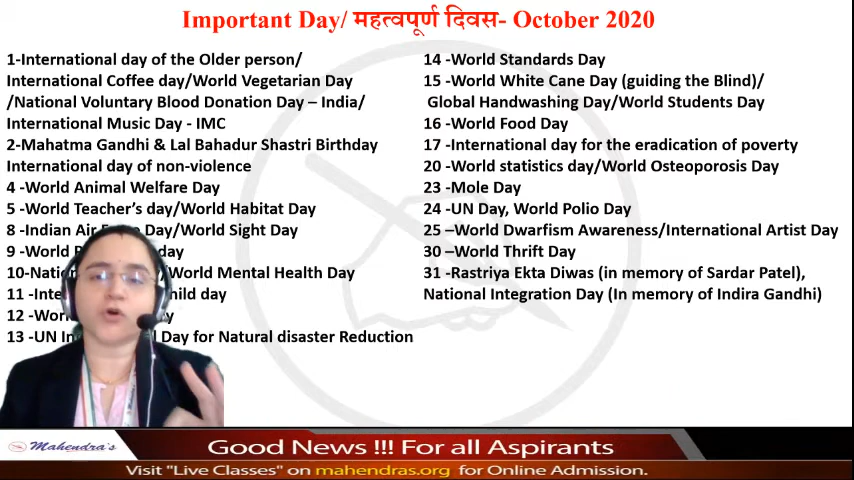 Important Day/ महत्वपूर्ण दिवस- October 2020
1-International day of the Older person/
International Coffee day/World Vegetarian Day
/National Voluntary Blood Donation Day – India/
International Music Day - IMC
2-Mahatma Gandhi & Lal Bahadur Shastri Birthday
International day of non-violence
4 -World Animal Welfare Day
5 -World Teacher's day/World Habitat Day
8 -Indian Air Day/World Sight Day
9 -World day
10- /World Mental Health Day
11 - child day
12 -
13 -UN Day for Natural disaster Reduction
14 -World Standards Day
15 -World White Cane Day (guiding the Blind)/
Global Handwashing Day/World Students Day
16 -World Food Day
17 -International day for the eradication of poverty
20 -World statistics day/World Osteoporosis Day
23 -Mole Day
24 -UN Day, World Polio Day
25 –World Dwarfism Awareness/International Artist Day
30 –World Thrift Day
31 -Rastriya Ekta Diwas (in memory of Sardar Patel),
National Integration Day (In memory of Indira Gandhi)
Mahendra's
Good News !!! For all Aspirants
Visit "Live Classes" on mahendras.org for Online Admission.